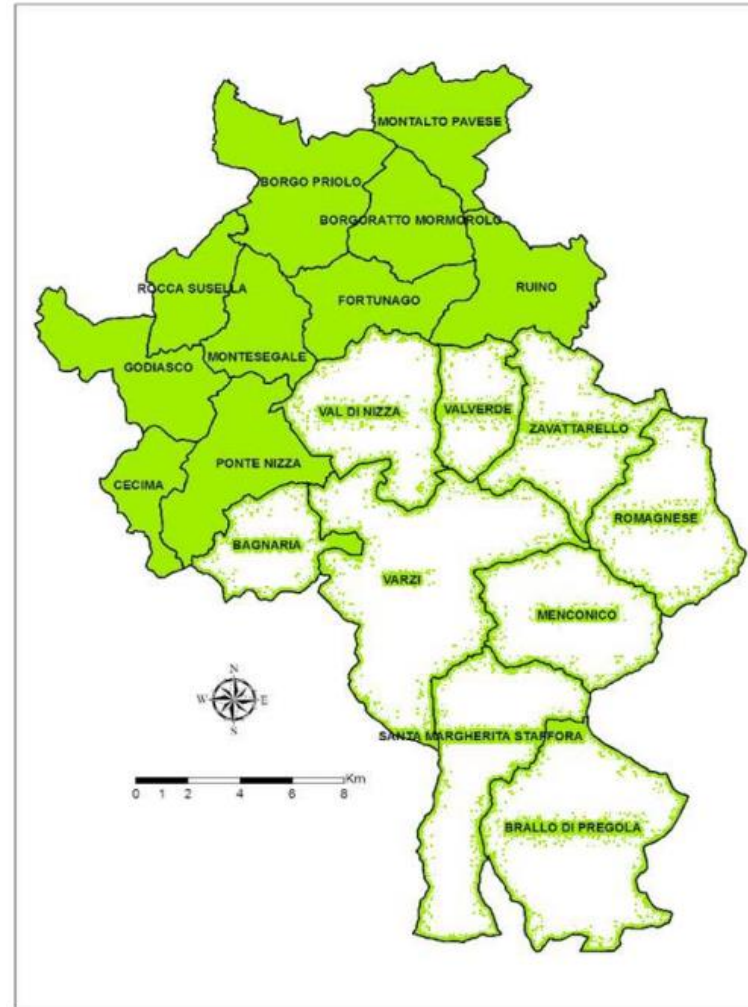 MONTALTO PAVESE
BORGO PRIOLO
BORGORATTO MORMOROLO
ROCCA SUSELLA
FORTUNAGO
RUINO
GODIASCO
MONTESEGALE
VAL DI NIZZA
VALVERDE
ZAVATTARELLO
CECIMA
PONTE NIZZA
ROMAGNESE
BAGNARIA
VARZI
MENCONICO
N
W E
S
SANTA MARGHERITA STAFFORA
Km
0 1 2 4 6 8
BRALLO DI PREGOLA